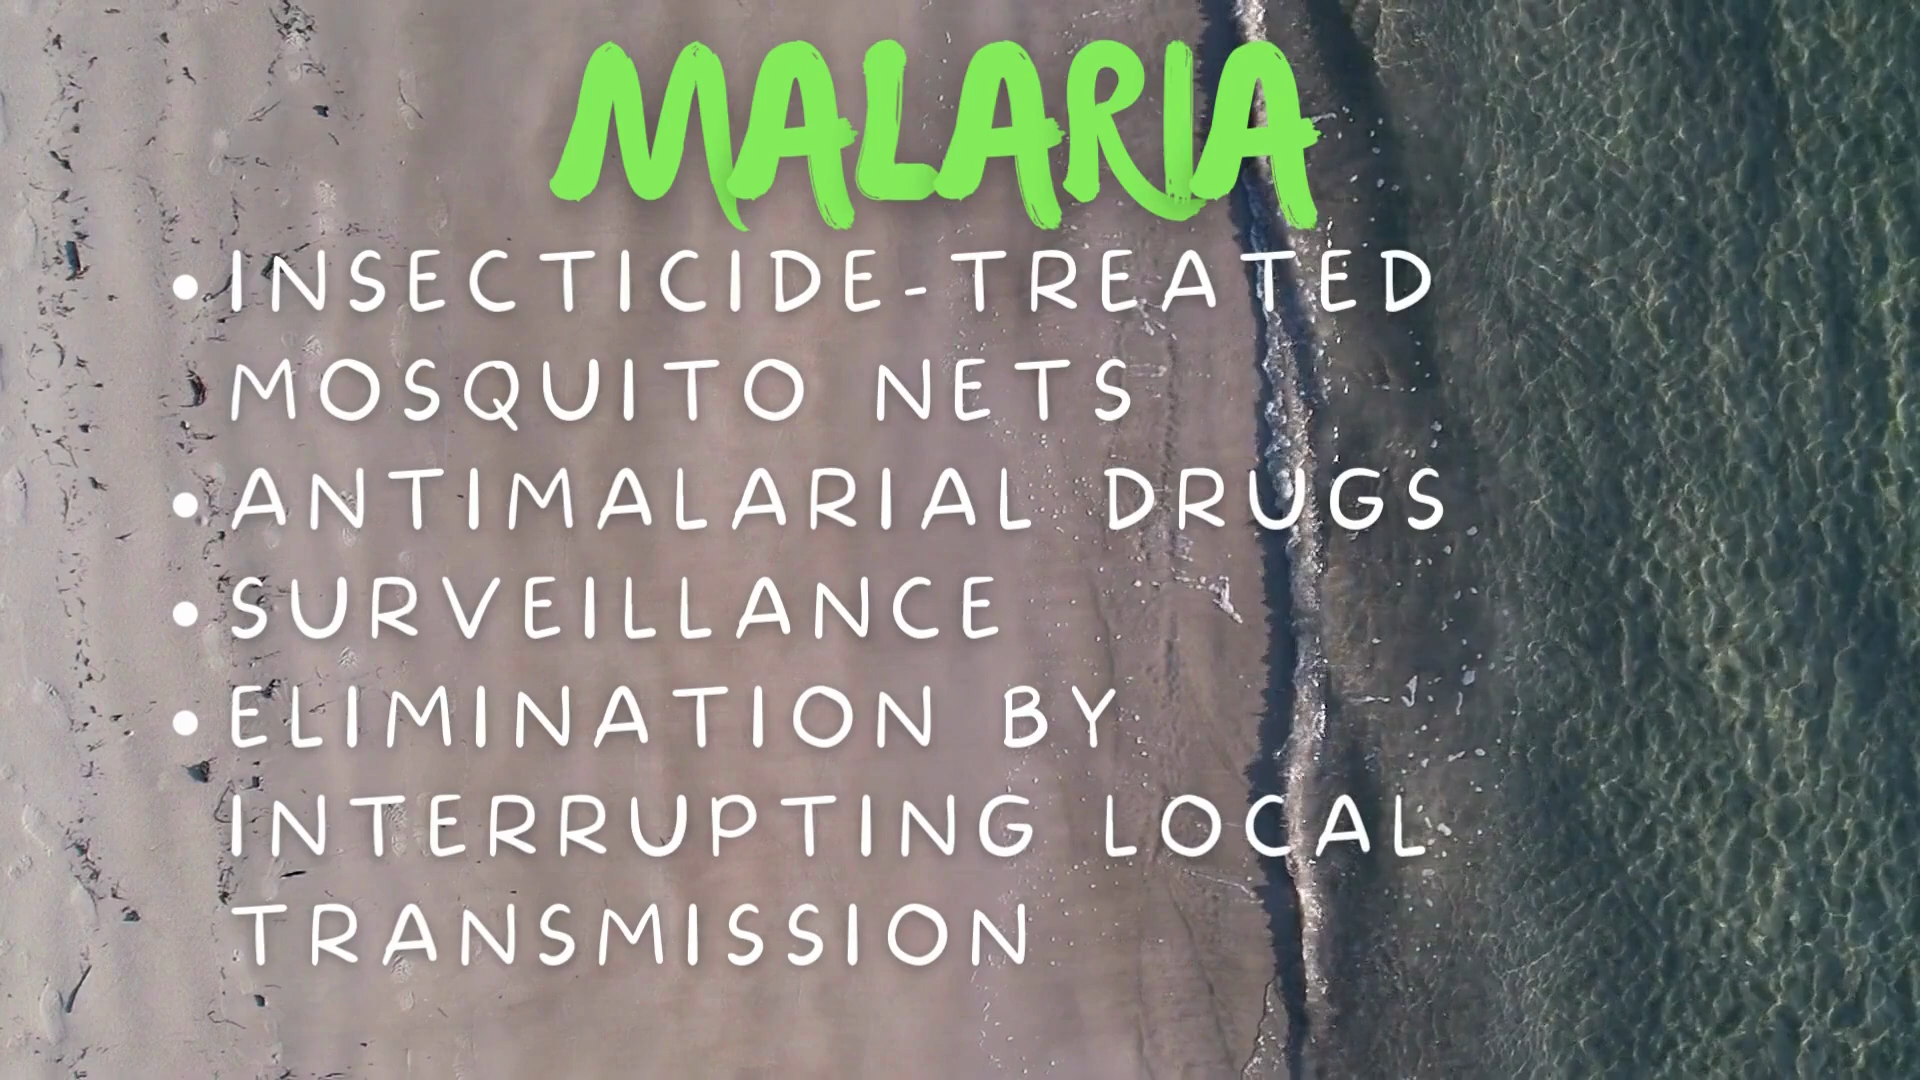 MALARIA
• INSECTICIDE-TREATED
MOSQUITO NETS
• ANTIMALARIAL DRUGS
• SURVEILLANCE
• ELIMINATION BY
INTERRUPTING LOCAL
TRANSMISSION